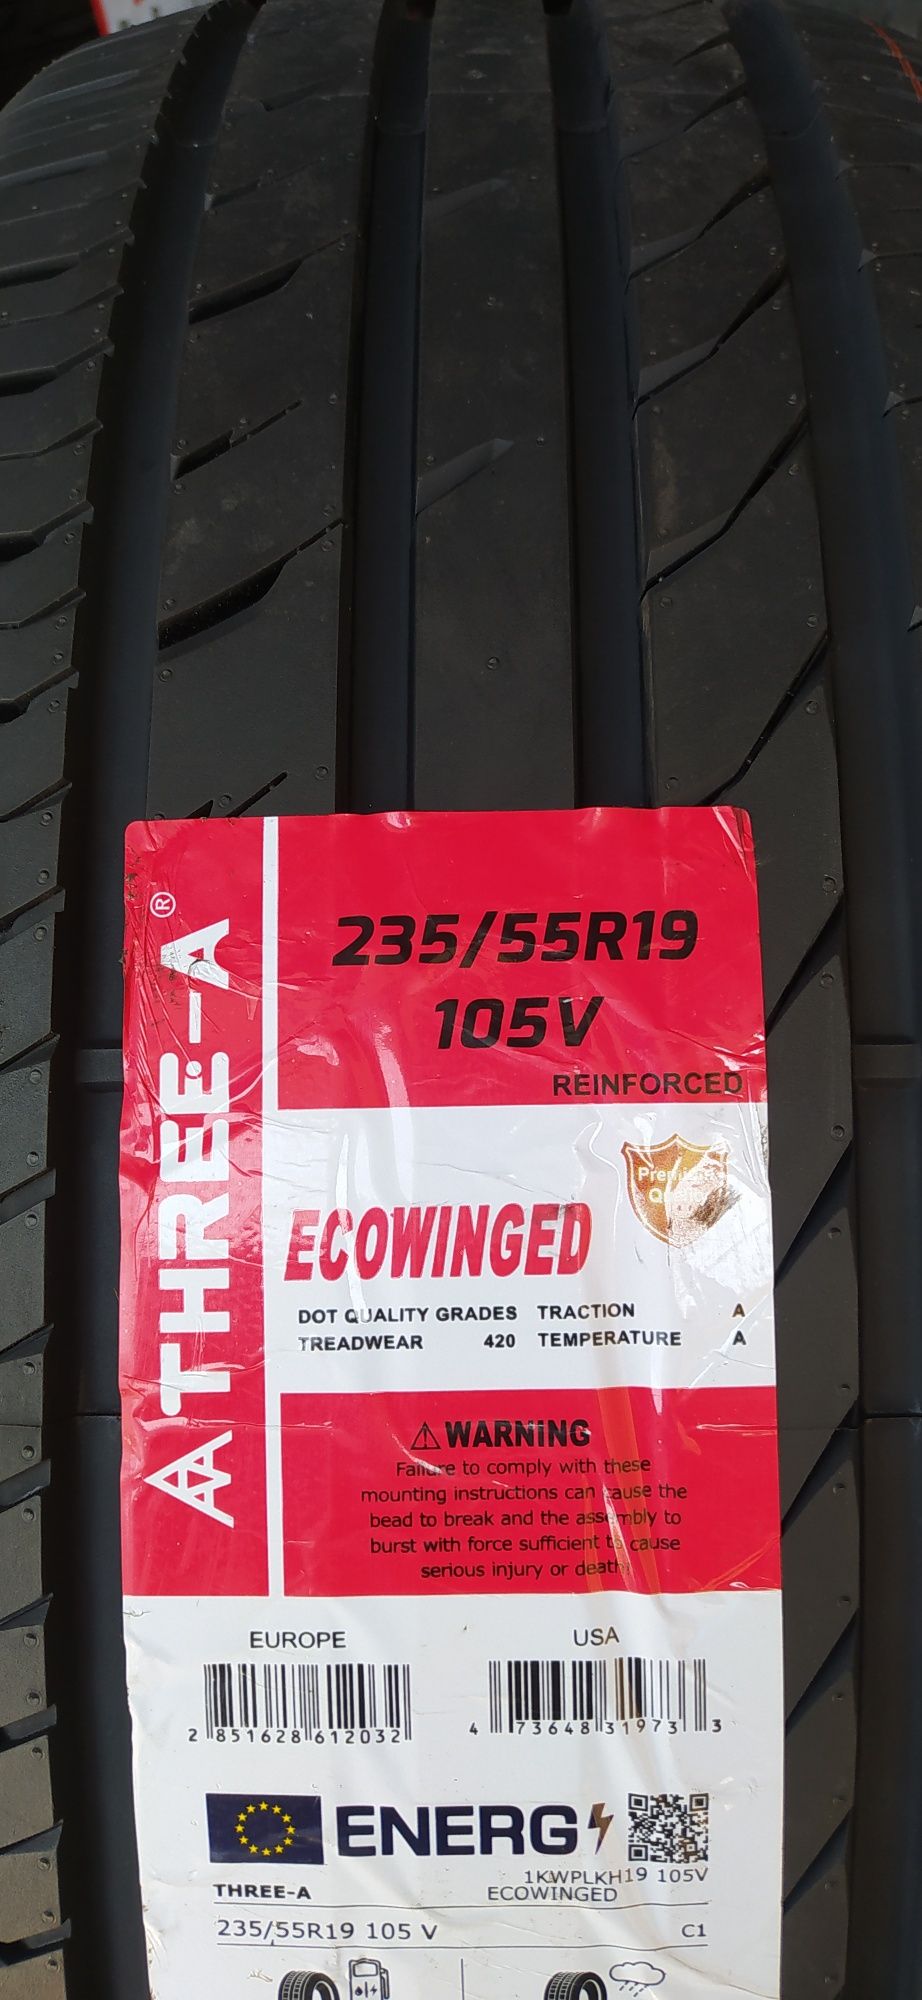 THREE-A®
235/55R19
105V
REINFORCED
Premium
Quality
ECOWINGED
DOT QUALITY GRADES TRACTION A
TREADWEAR 420 TEMPERATURE A
⚠ WARNING
Failure to comply with these
mounting instructions can cause the
bead to break and the assembly to
burst with force sufficient to cause
serious injury or death!
EUROPE USA
2 851628 612032 4 73648 31973 3
ENERG
1KWPLKH19 105V
THREE-A ECOWINGED
235/55R19 105 V C1